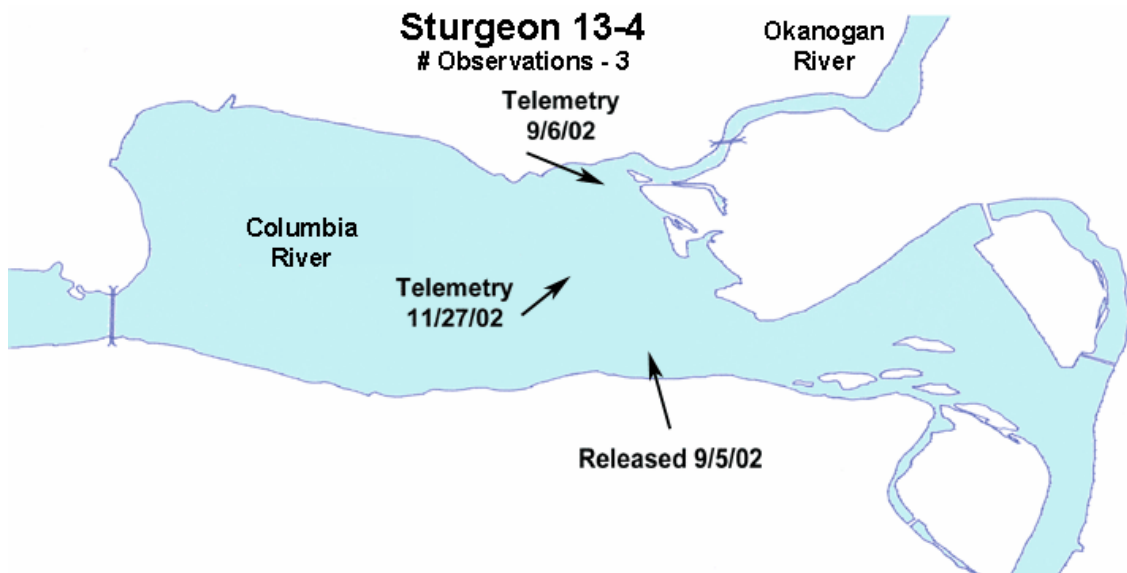 Sturgeon 13-4
# Observations - 3
Okanogan
River
Telemetry
9/6/02
Columbia
River
Telemetry
11/27/02
Released 9/5/02